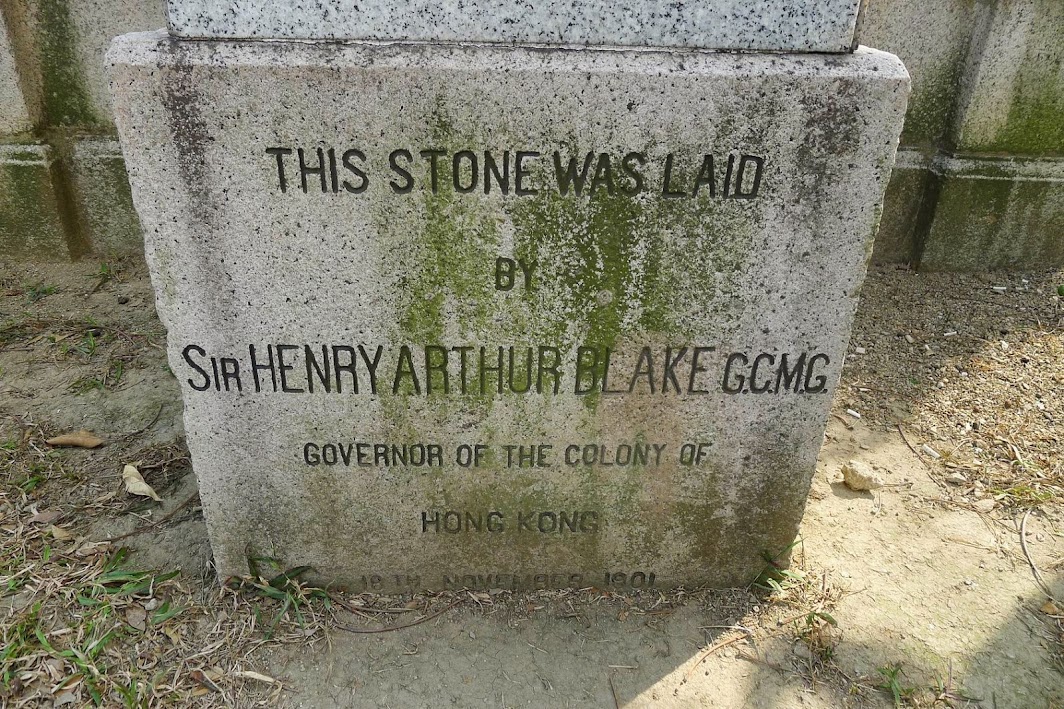 THIS STONE WAS LAID
BY
SIR HENRY ARTHUR BLAKE G.C.M.G.
GOVERNOR OF THE COLONY OF
HONG KONG
NOVEMBER 1901